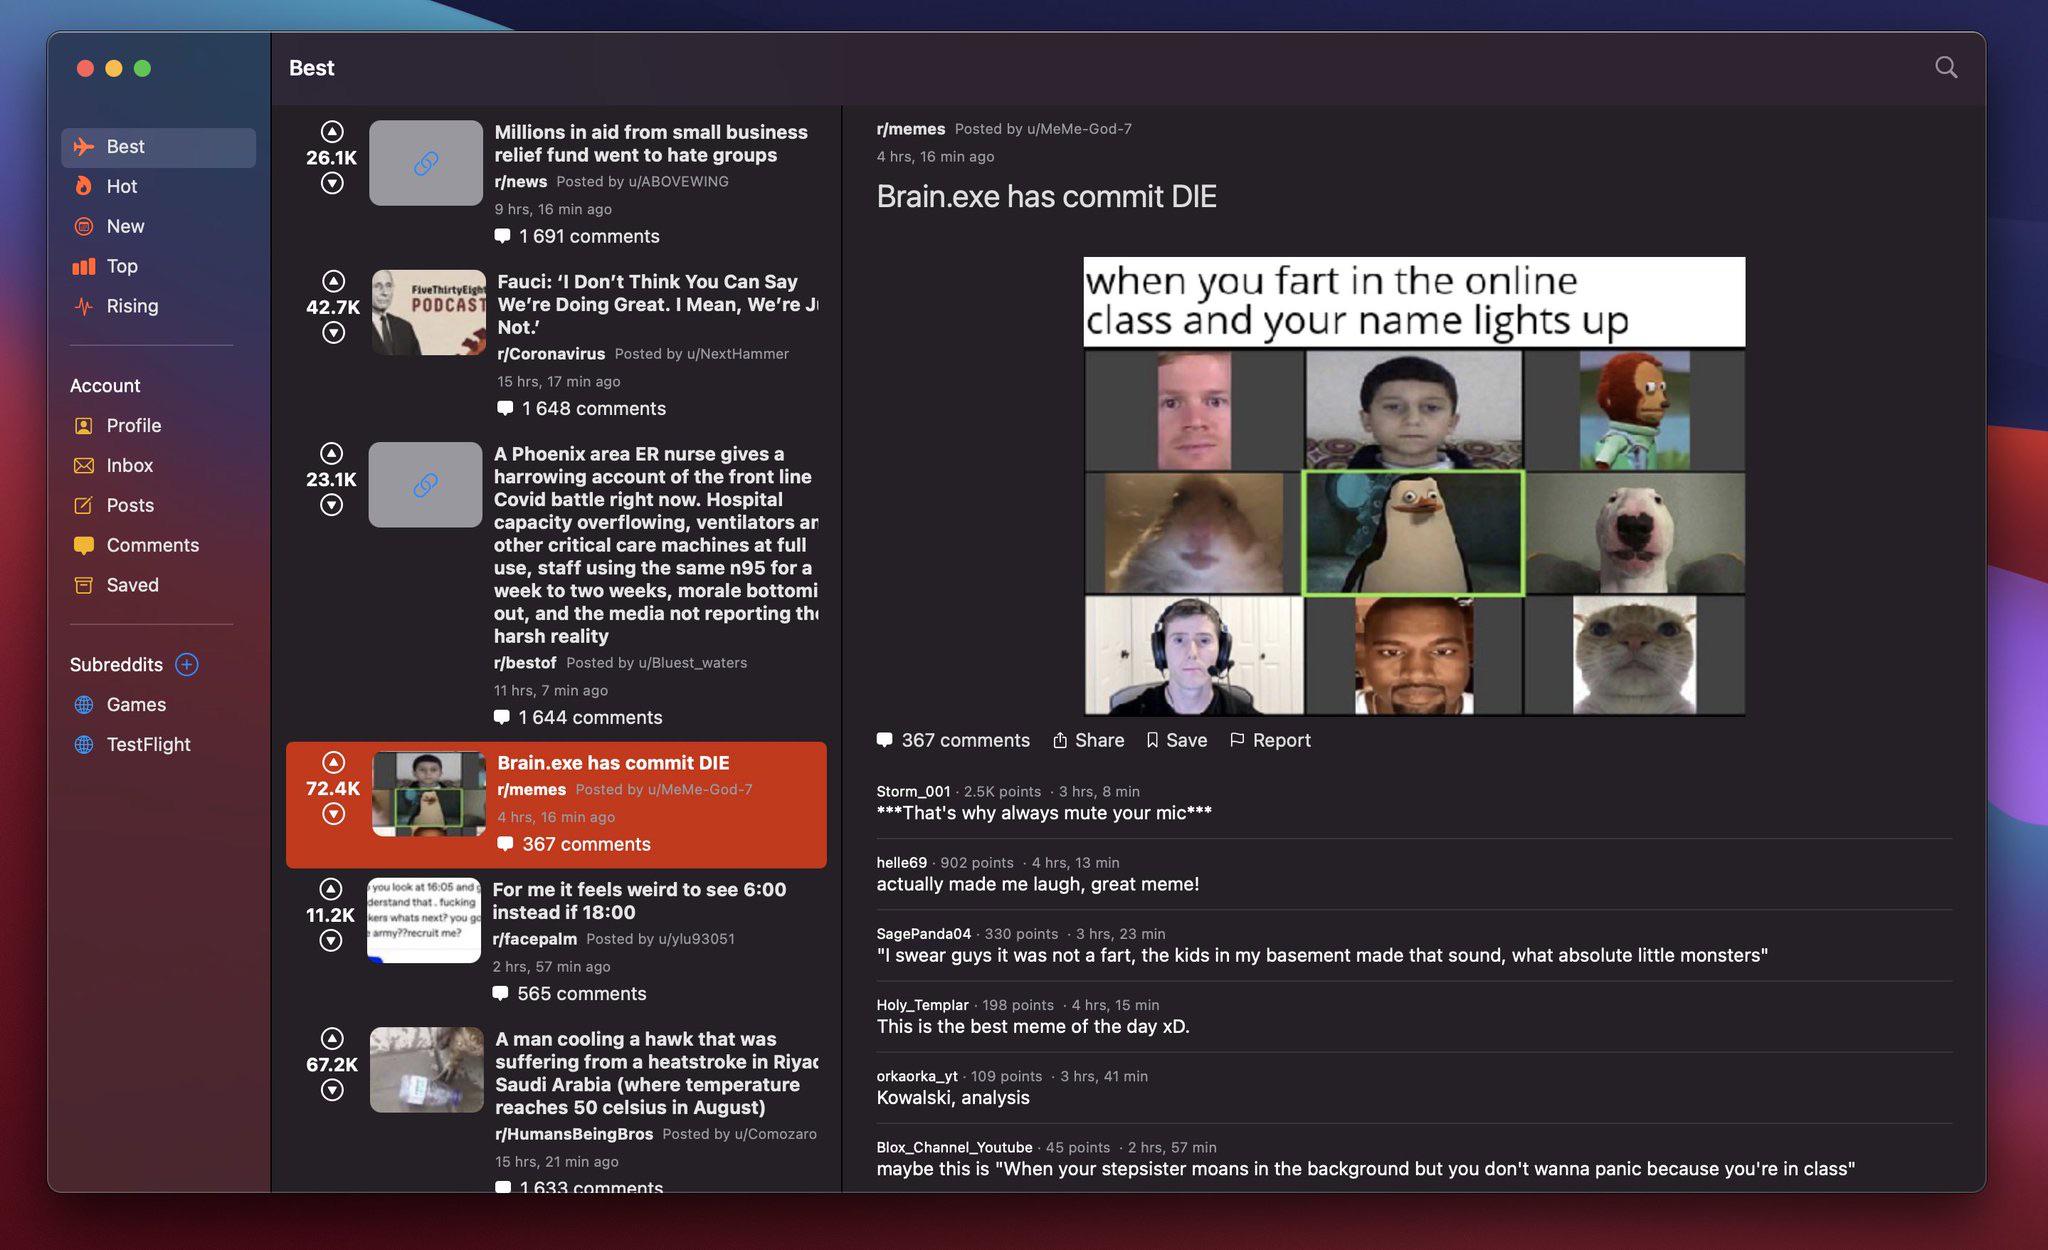 Best
Best
Hot
New
Top
Rising
Account
Profile
Inbox
Posts
Comments
Saved
Subreddits
Games
TestFlight
26.1K
Millions in aid from small business
relief fund went to hate groups
r/news Posted by u/ABOVEWING
9 hrs, 16 min ago
1 691 comments
42.7K
FiveThirtyEight
PODCAST
Fauci: ‘I Don’t Think You Can Say
We’re Doing Great. I Mean, We’re Ju
Not.’
r/Coronavirus Posted by u/NextHammer
15 hrs, 17 min ago
1 648 comments
23.1K
A Phoenix area ER nurse gives a
harrowing account of the front line
Covid battle right now. Hospital
capacity overflowing, ventilators an
other critical care machines at full
use, staff using the same n95 for a
week to two weeks, morale bottomi
out, and the media not reporting the
harsh reality
r/bestof Posted by u/Bluest_waters
11 hrs, 7 min ago
1 644 comments
72.4K
Brain.exe has commit DIE
r/memes Posted by u/MeMe-God-7
4 hrs, 16 min ago
367 comments
11.2K
you look at 16:05 and g
derstand that . fucking
kers whats next? you go
e army??recruit me?
For me it feels weird to see 6:00
instead if 18:00
r/facepalm Posted by u/ylu93051
2 hrs, 57 min ago
565 comments
67.2K
A man cooling a hawk that was
suffering from a heatstroke in Riyad
Saudi Arabia (where temperature
reaches 50 celsius in August)
r/HumansBeingBros Posted by u/Comozaro
15 hrs, 21 min ago
1 633 comments
r/memes Posted by u/MeMe-God-7
4 hrs, 16 min ago
Brain.exe has commit DIE
when you fart in the online
class and your name lights up
367 comments Share Save Report
Storm_001 · 2.5K points · 3 hrs, 8 min
***That's why always mute your mic***
helle69 · 902 points · 4 hrs, 13 min
actually made me laugh, great meme!
SagePanda04 · 330 points · 3 hrs, 23 min
"I swear guys it was not a fart, the kids in my basement made that sound, what absolute little monsters"
Holy_Templar · 198 points · 4 hrs, 15 min
This is the best meme of the day xD.
orkaorka_yt · 109 points · 3 hrs, 41 min
Kowalski, analysis
Blox_Channel_Youtube · 45 points · 2 hrs, 57 min
maybe this is "When your stepsister moans in the background but you don't wanna panic because you're in class"